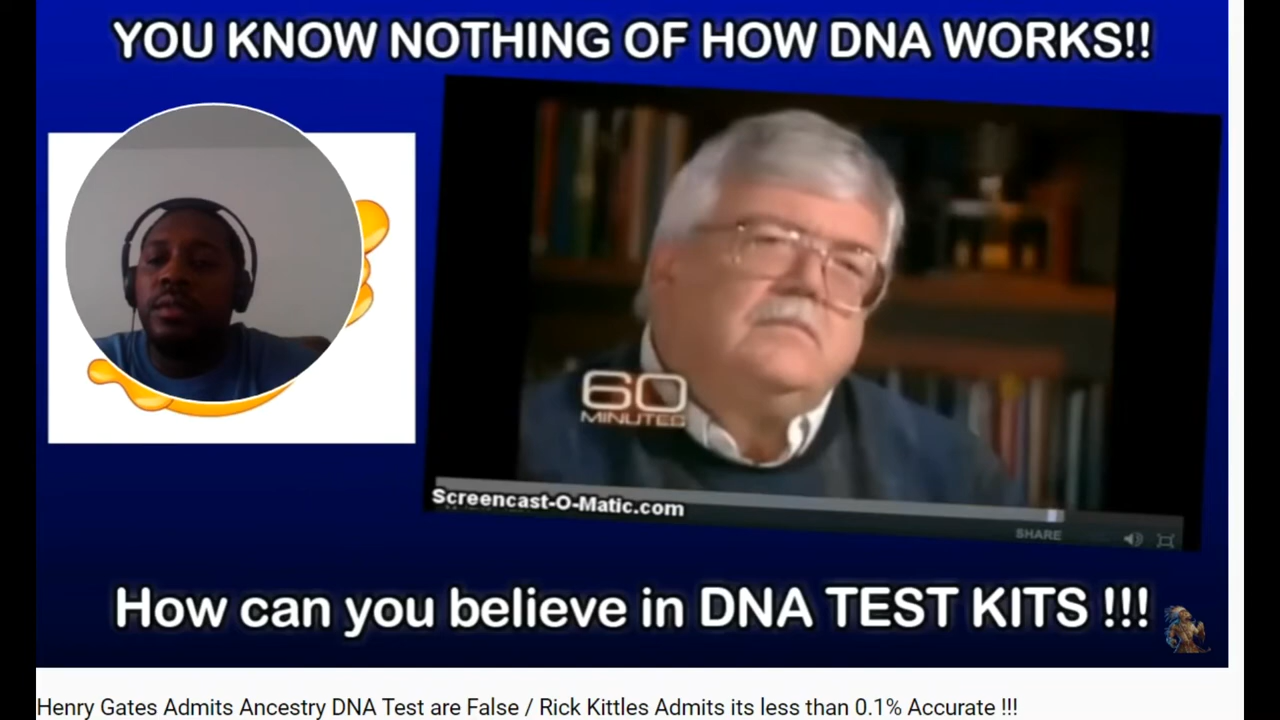 YOU KNOW NOTHING OF HOW DNA WORKS!!
60
MINUTES
Screencast-O-Matic.com
SHARE
How can you believe in DNA TEST KITS !!!
Henry Gates Admits Ancestry DNA Test are False / Rick Kittles Admits its less than 0.1% Accurate !!!